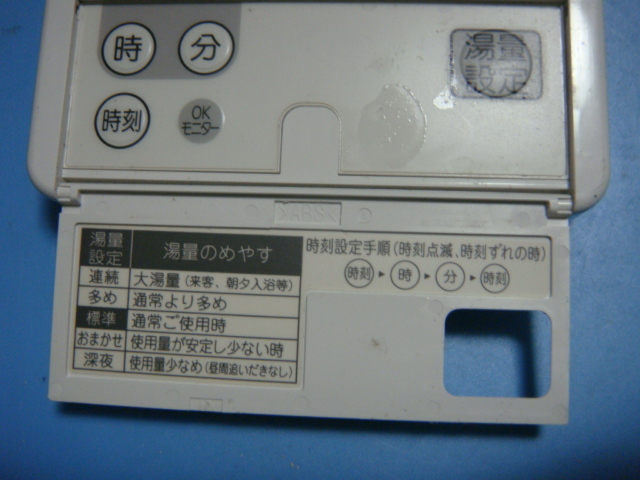 時 分
湯量
設定
時刻
OK
モニター
>ABS<
湯量
設定
湯量のめやす
連続 大湯量(来客、朝夕入浴等)
多め 通常より多め
標準 通常ご使用時
おまかせ 使用量が安定し少ない時
深夜 使用量少なめ(昼間追いだきなし)
時刻設定手順(時刻点滅、時刻ずれの時)
時刻 ▶ 時 ▶ 分 ▶ 時刻